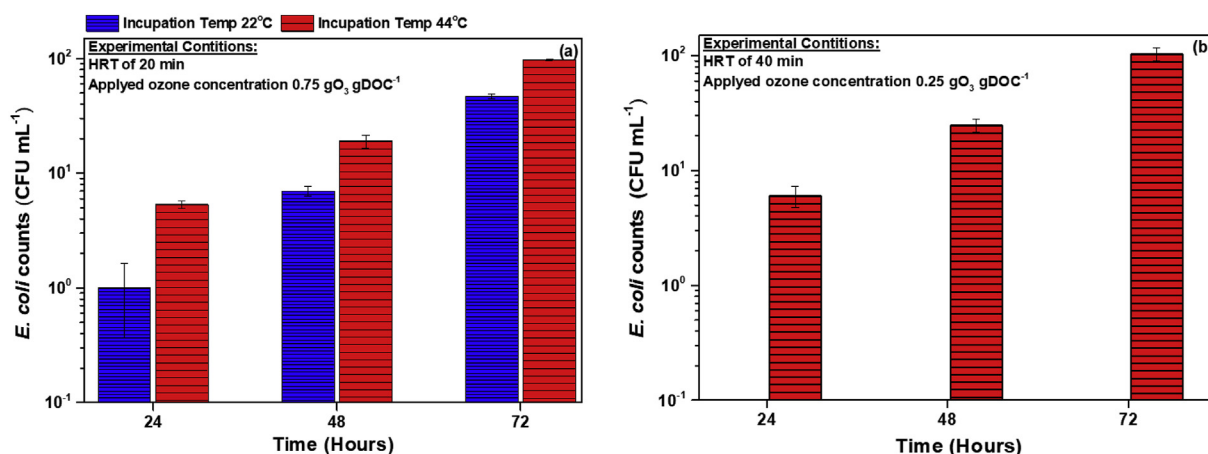 Incupation Temp 22°C Incupation Temp 44°C
Experimental Contitions: (a)
HRT of 20 min
Applyed ozone concentration 0.75 gO₃ gDOC⁻¹
E. coli counts (CFU mL⁻¹)
10²
10¹
10⁰
10⁻¹
24 48 72
Time (Hours)
Experimental Contitions: (b
HRT of 40 min
Applyed ozone concentration 0.25 gO₃ gDOC⁻¹
E. coli counts (CFU mL⁻¹)
10²
10¹
10⁰
10⁻¹
24 48 72
Time (Hours)